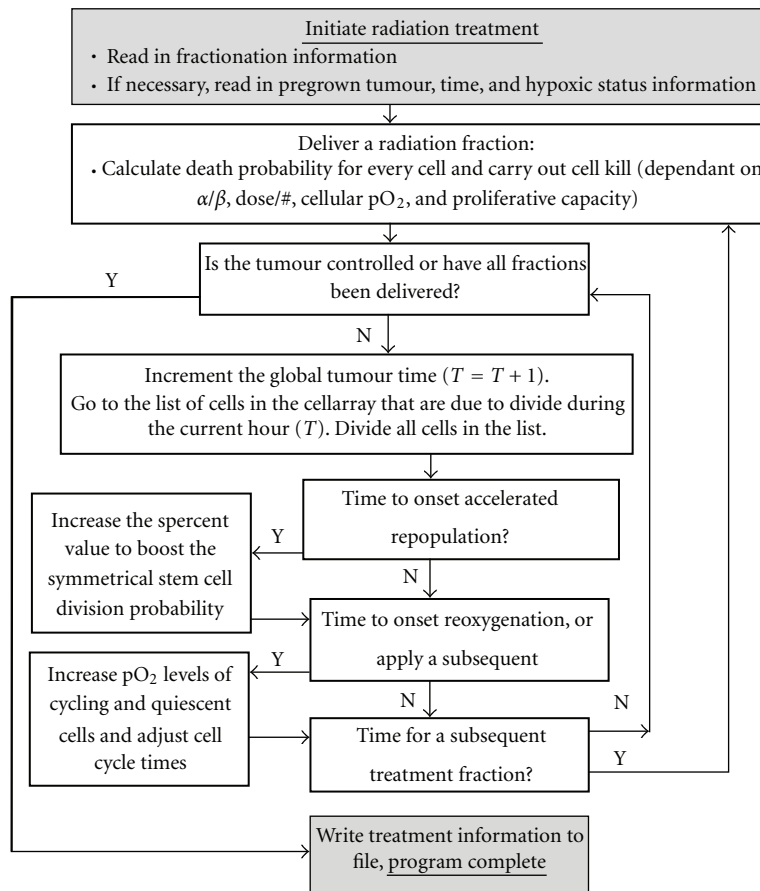 Initiate radiation treatment
· Read in fractionation information
· If necessary, read in pregrown tumour, time, and hypoxic status information
Deliver a radiation fraction:
· Calculate death probability for every cell and carry out cell kill (dependant on
α/β, dose/#, cellular pO₂, and proliferative capacity)
Is the tumour controlled or have all fractions
been delivered?
Y
N
Increment the global tumour time (T = T + 1).
Go to the list of cells in the cellarray that are due to divide during
the current hour (T). Divide all cells in the list.
Time to onset accelerated
repopulation?
Y
N
Increase the spercent
value to boost the
symmetrical stem cell
division probability
Time to onset reoxygenation, or
apply a subsequent
Y
N
Increase pO₂ levels of
cycling and quiescent
cells and adjust cell
cycle times
Time for a subsequent
treatment fraction?
N
Y
Write treatment information to
file, program complete